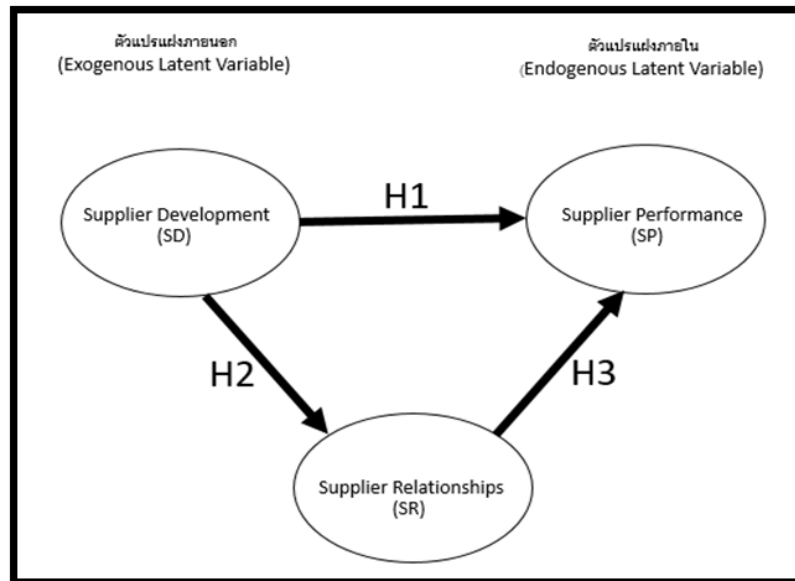 ตัวแปรแฝงภายนอก
(Exogenous Latent Variable)
ตัวแปรแฝงภายใน
(Endogenous Latent Variable)
H1
Supplier Development
(SD)
Supplier Performance
(SP)
H2
H3
Supplier Relationships
(SR)